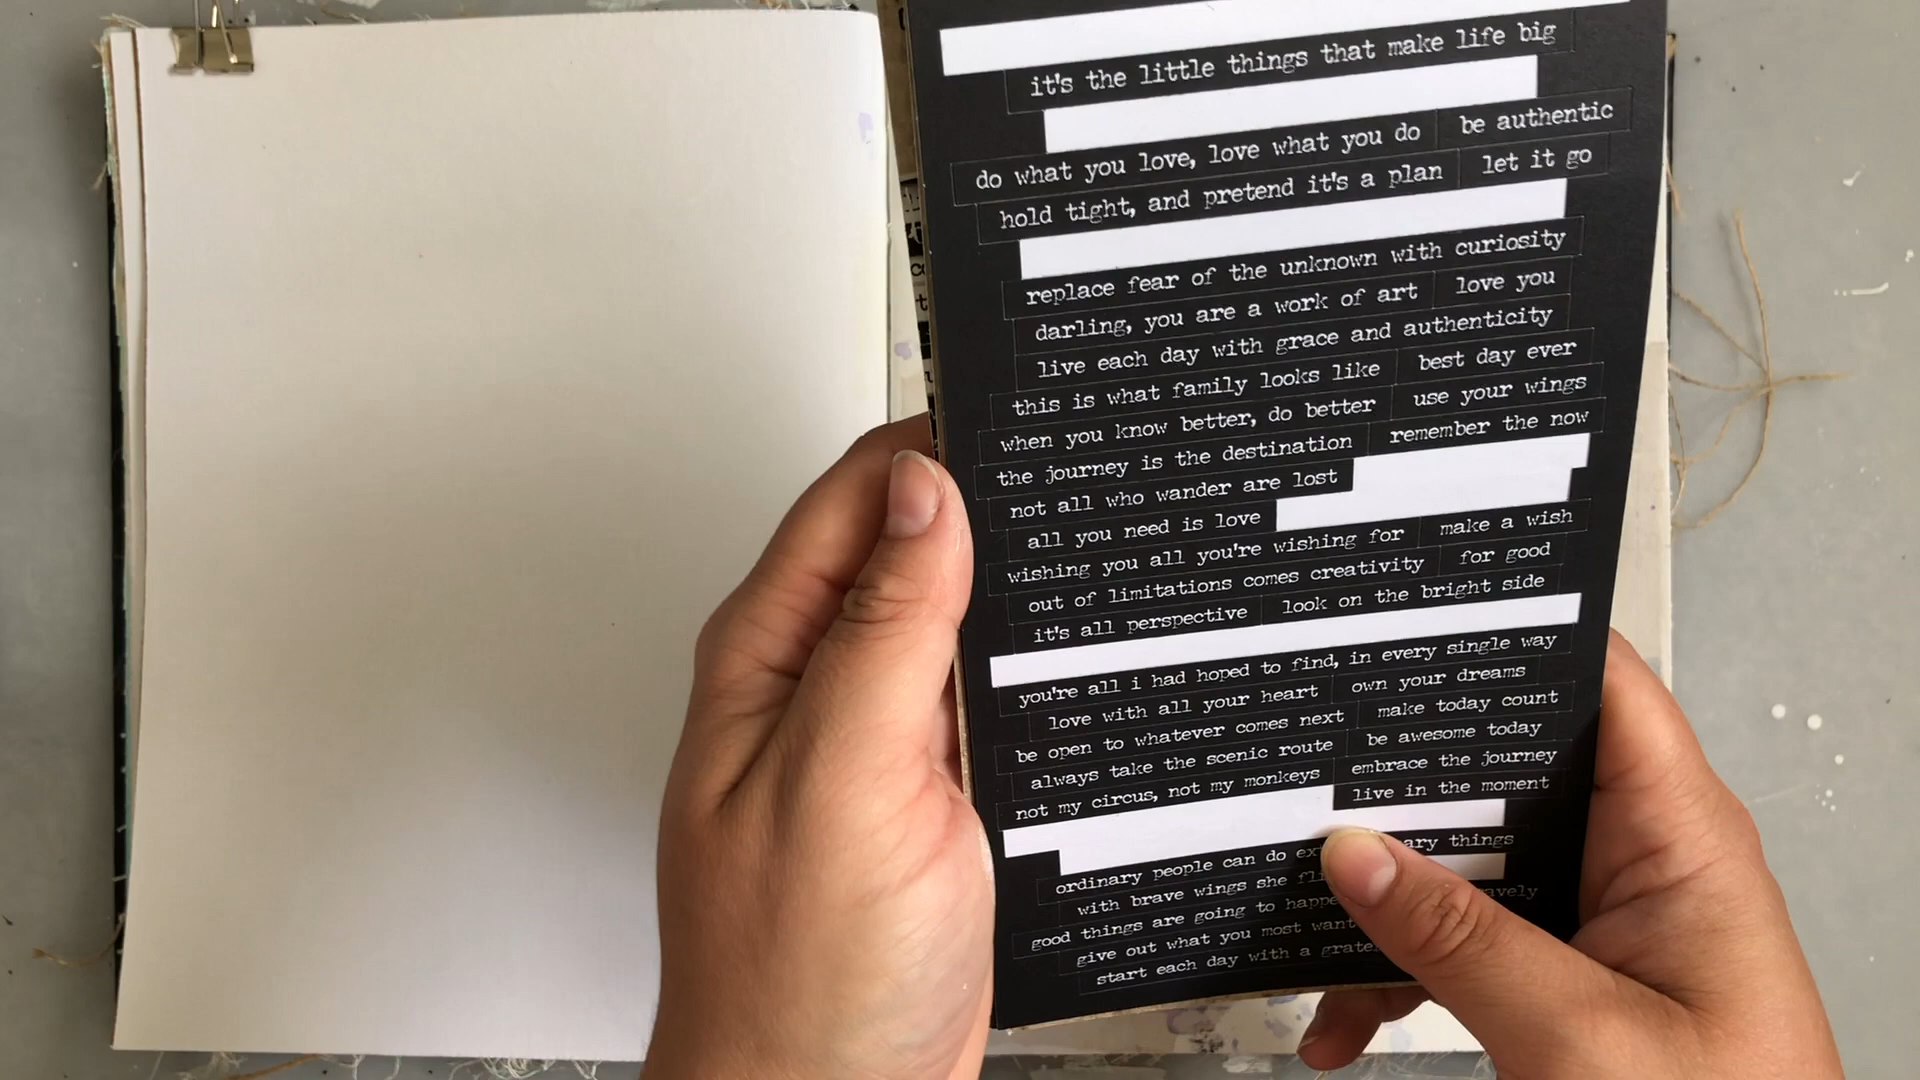 it's the little things that make life big
do what you love, love what you do be authentic
hold tight, and pretend it's a plan let it go
replace fear of the unknown with curiosity
darling, you are a work of art love you
live each day with grace and authenticity
this is what family looks like best day ever
when you know better, do better use your wings
the journey is the destination remember the now
not all who wander are lost
all you need is love
wishing you all you're wishing for make a wish
out of limitations comes creativity for good
it's all perspective look on the bright side
you're all i had hoped to find, in every single way
love with all your heart own your dreams
be open to whatever comes next make today count
always take the scenic route be awesome today
not my circus, not my monkeys embrace the journey
live in the moment
ordinary people can do things
with brave wings she
good things are going to
give out what you most want
start each day with a